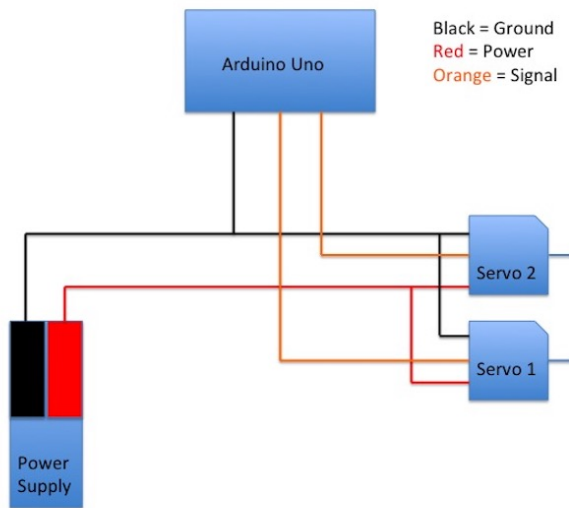 Arduino Uno
Black = Ground
Red = Power
Orange = Signal
Servo 2
Servo 1
Power
Supply